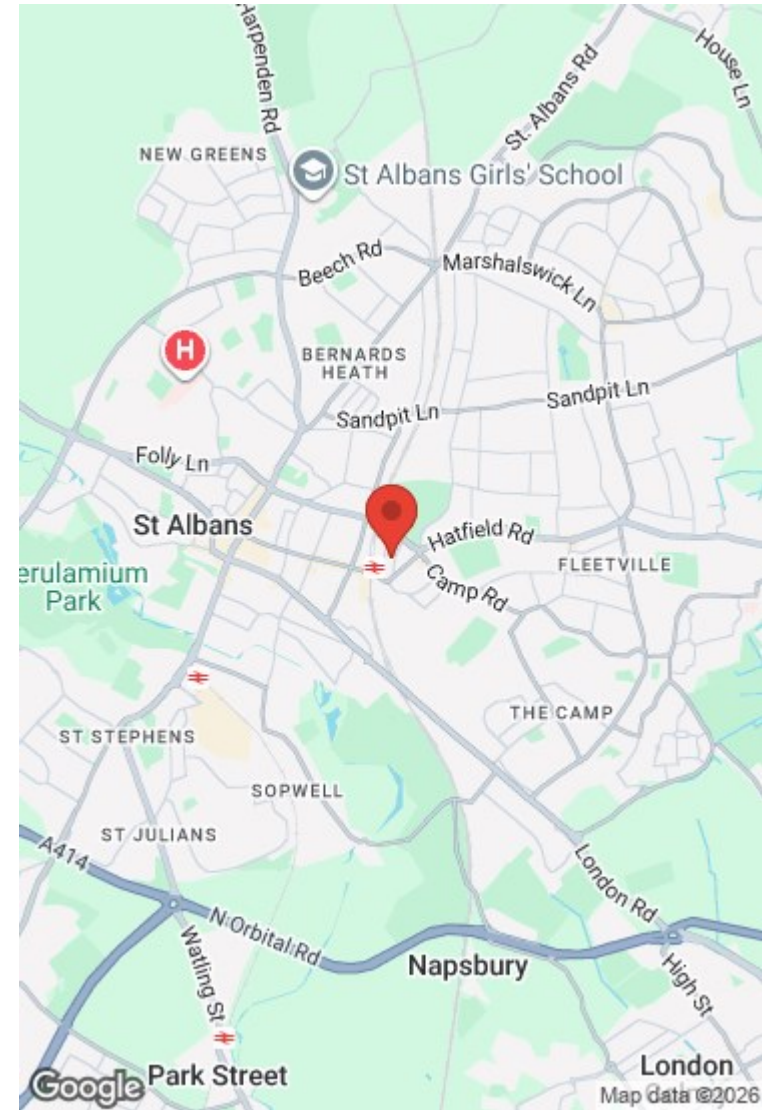 Harpenden Rd
House Ln
St. Albans Rd
NEW GREENS
St Albans Girls' School
Beech Rd
Marshalswick Ln
H
BERNARDS
HEATH
Sandpit Ln
Sandpit Ln
Folly Ln
St Albans
Hatfield Rd
FLEETVILLE
erulamium
Park
Camp Rd
THE CAMP
ST STEPHENS
SOPWELL
ST JULIANS
A414
London Rd
N Orbital Rd
Watling St
Napsbury
High St
Park Street
London
Google
Map data ©2026